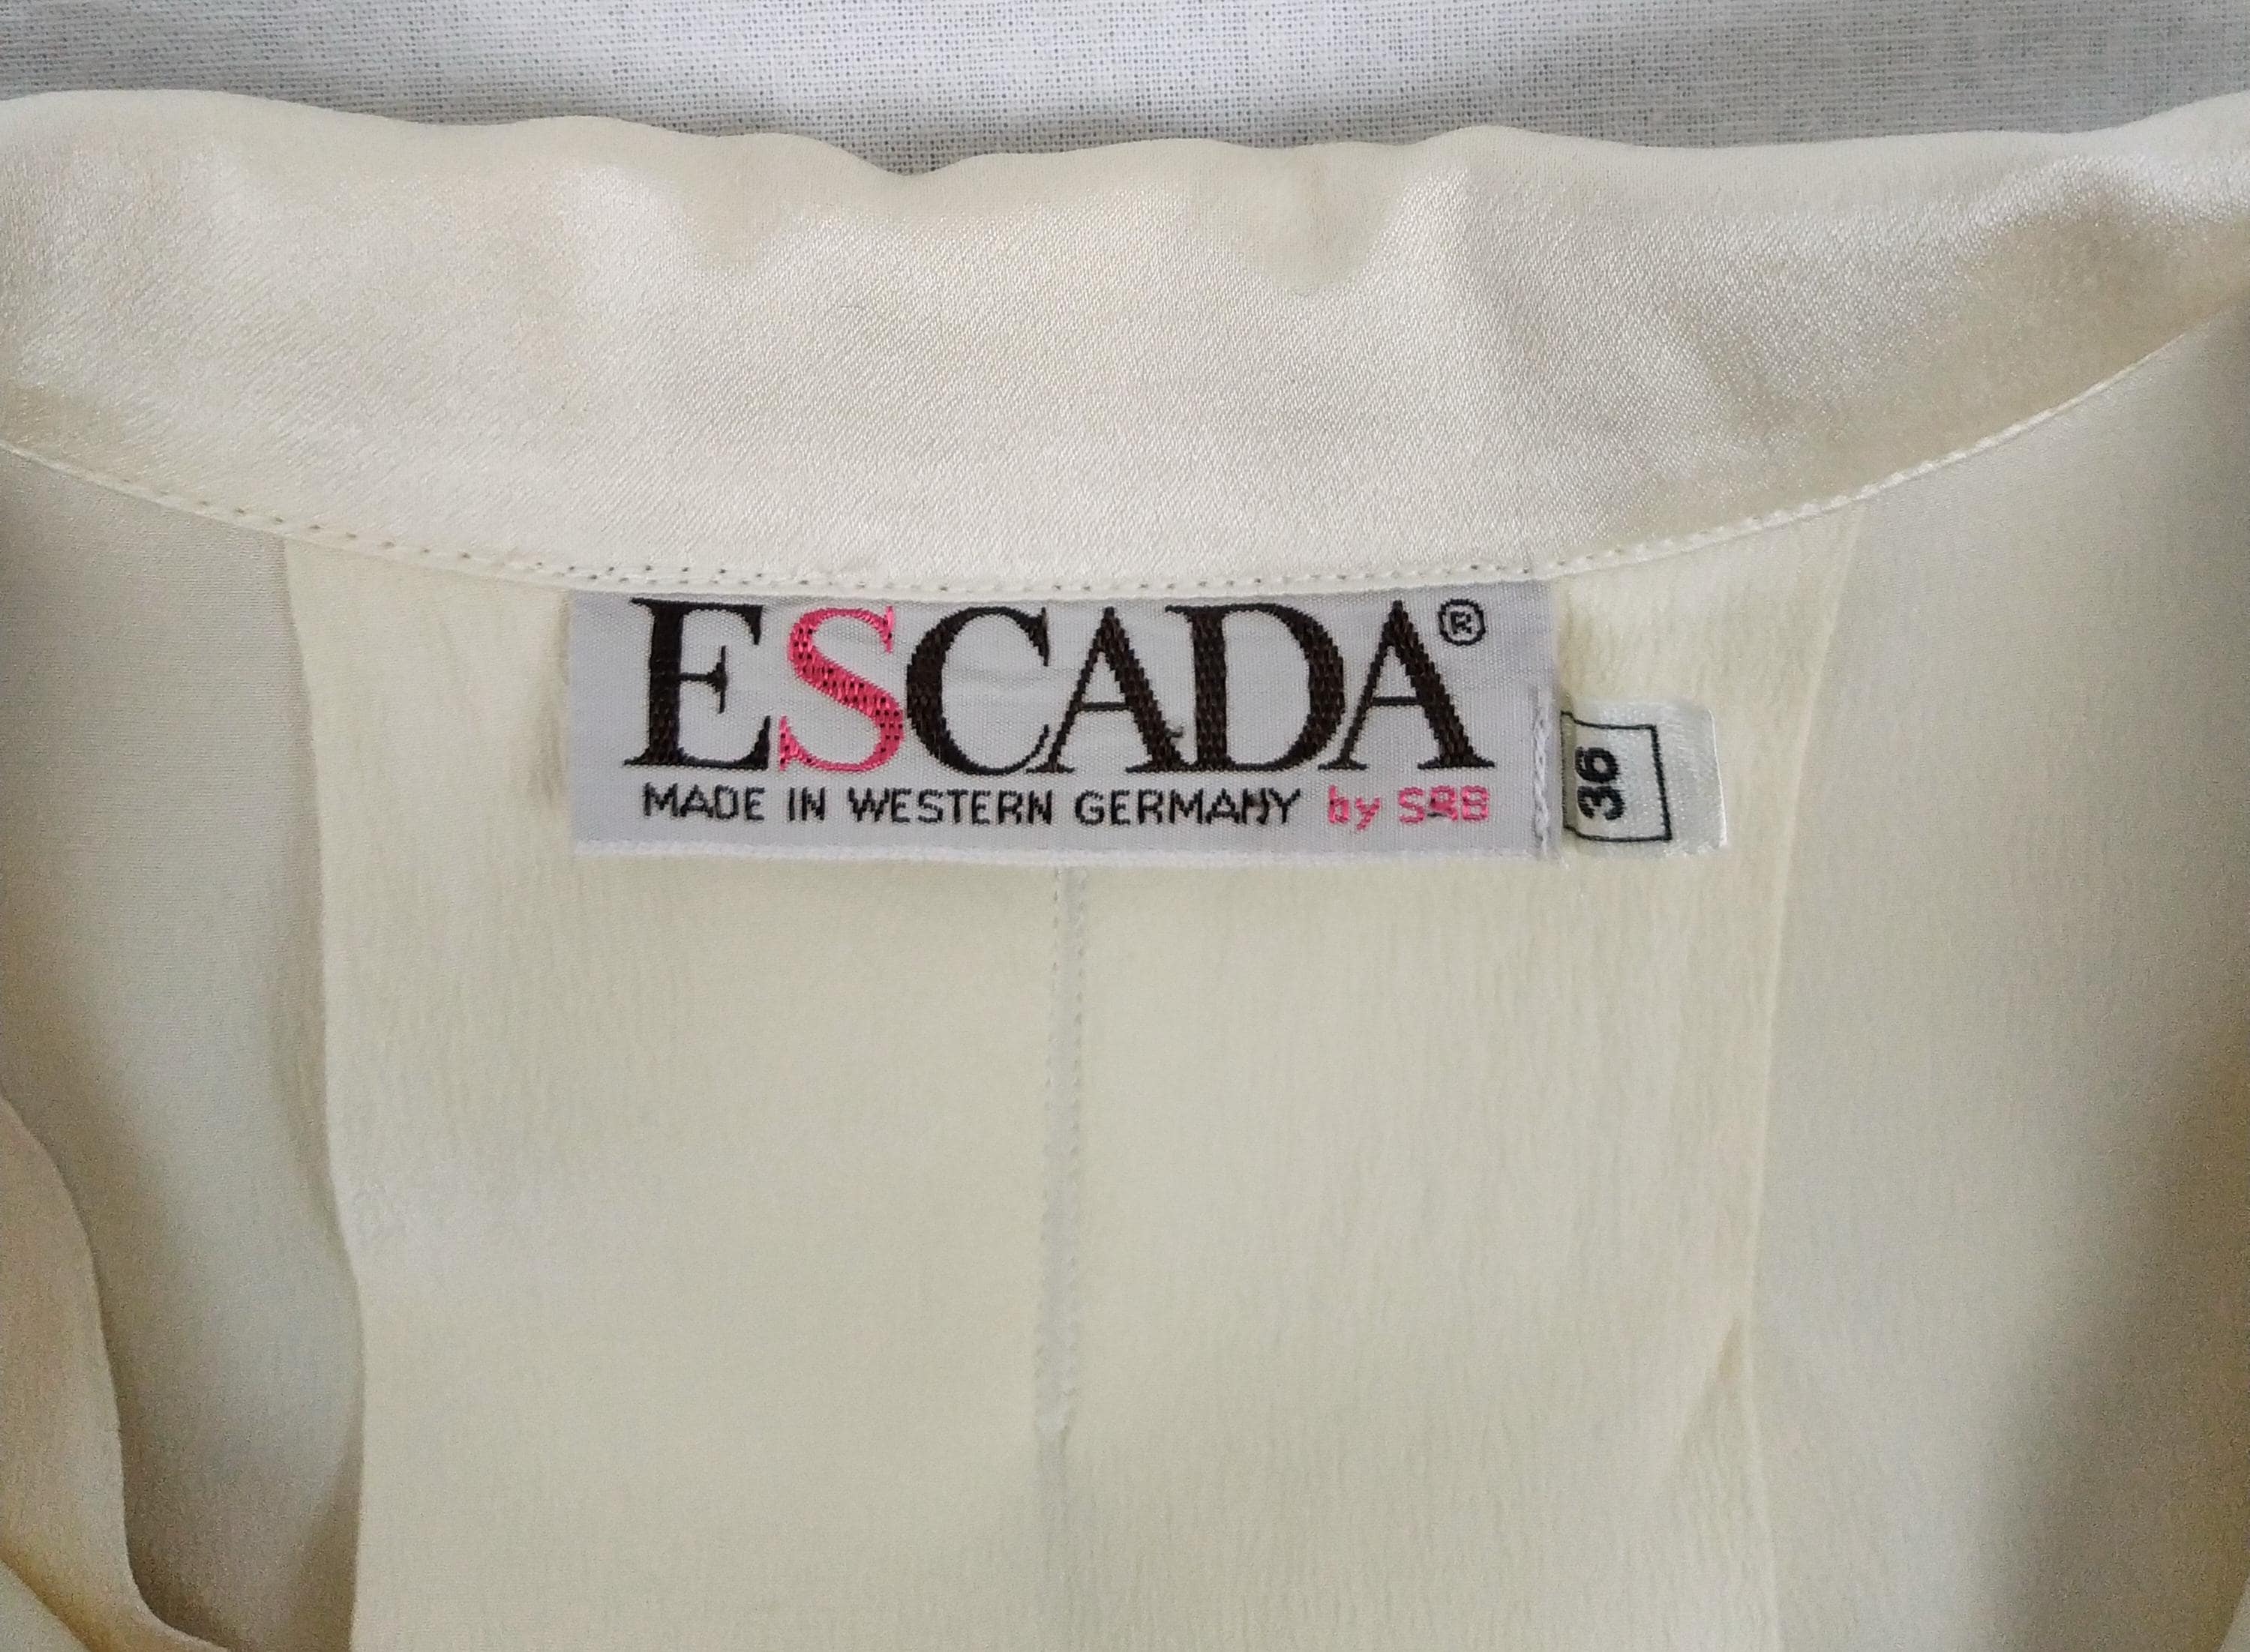 ESCADA®
MADE IN WESTERN GERMANY by SRB
36